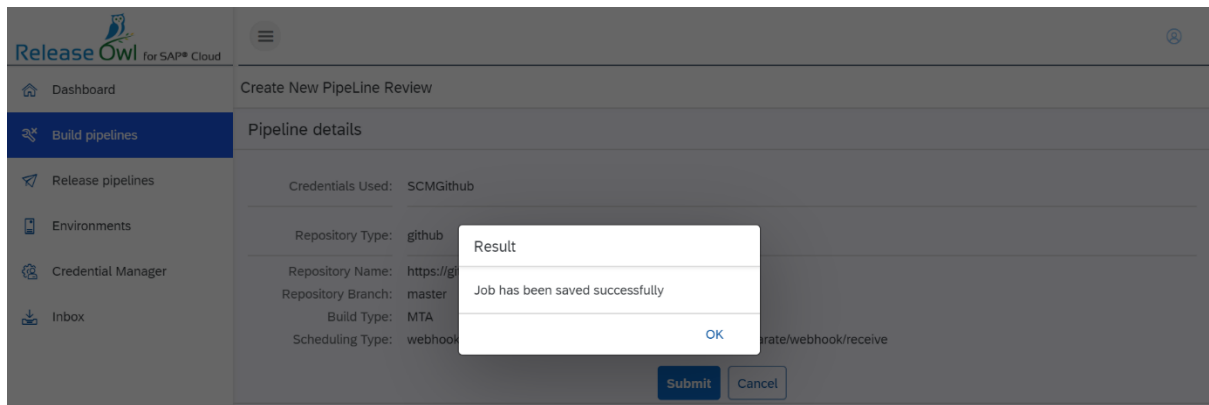 Release Owl for SAP® Cloud
Dashboard
Build pipelines
Release pipelines
Environments
Credential Manager
Inbox
Create New PipeLine Review
Pipeline details
Credentials Used: SCMGithub
Repository Type: github
Repository Name: https://gi
Repository Branch: master
Build Type: MTA
Scheduling Type: webhook arate/webhook/receive
Result
Job has been saved successfully
OK
Submit Cancel